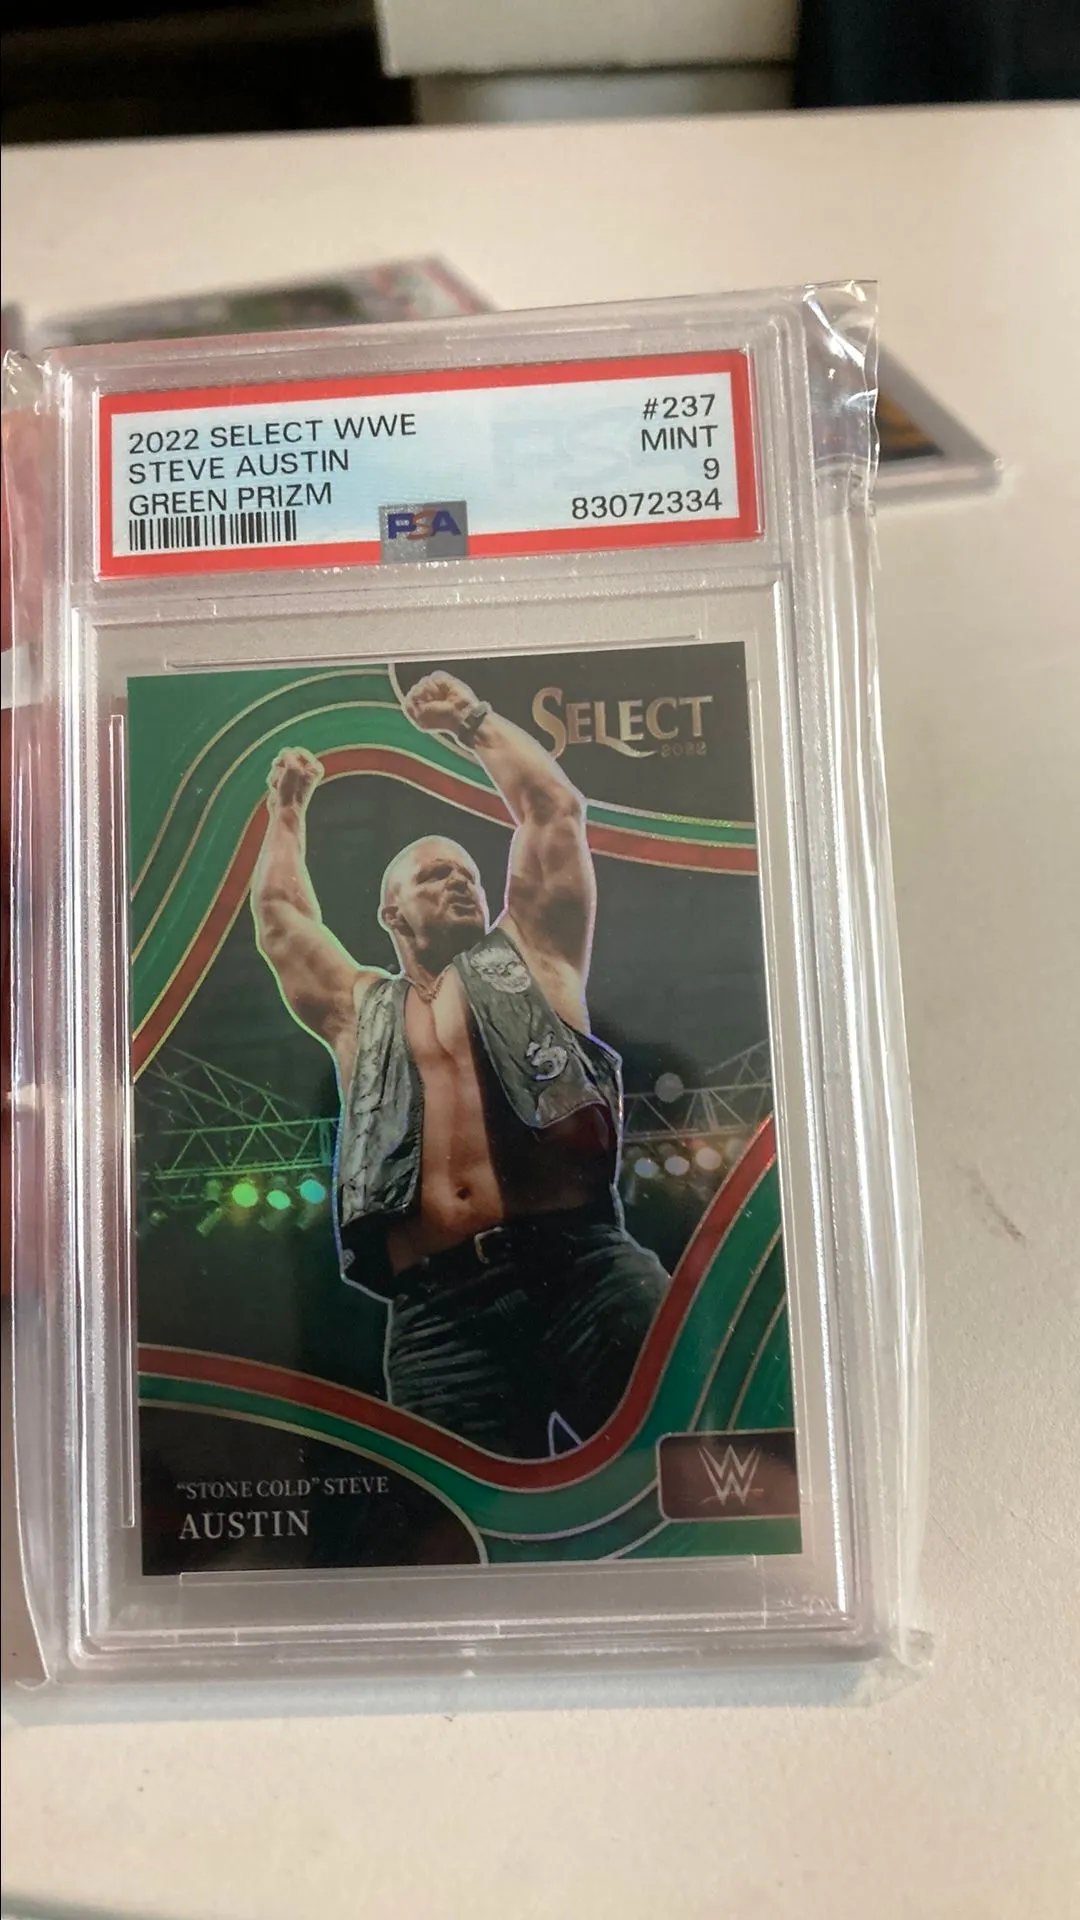 2022 SELECT WWE
STEVE AUSTIN
GREEN PRIZM
#237
MINT
9
83072334
PSA
SELECT
2022
"STONE COLD" STEVE
AUSTIN
W